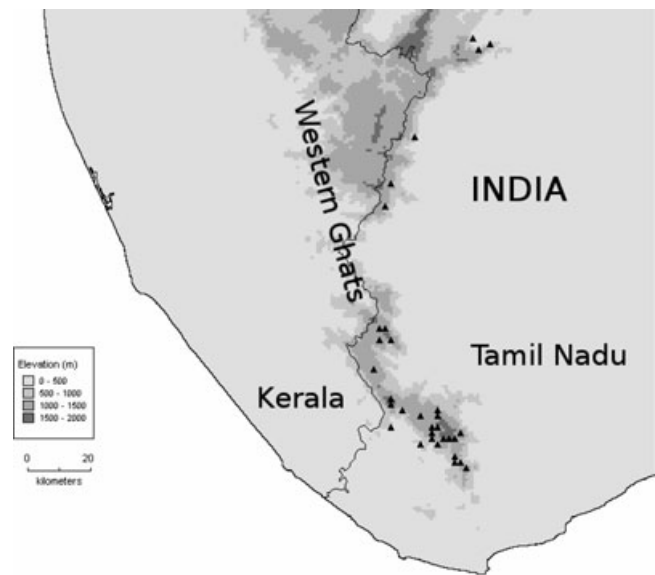 Western Ghats
INDIA
Tamil Nadu
Kerala
Elevation (m)
0 - 500
500 - 1000
1000 - 1500
1500 - 2000
0 20
kilometers